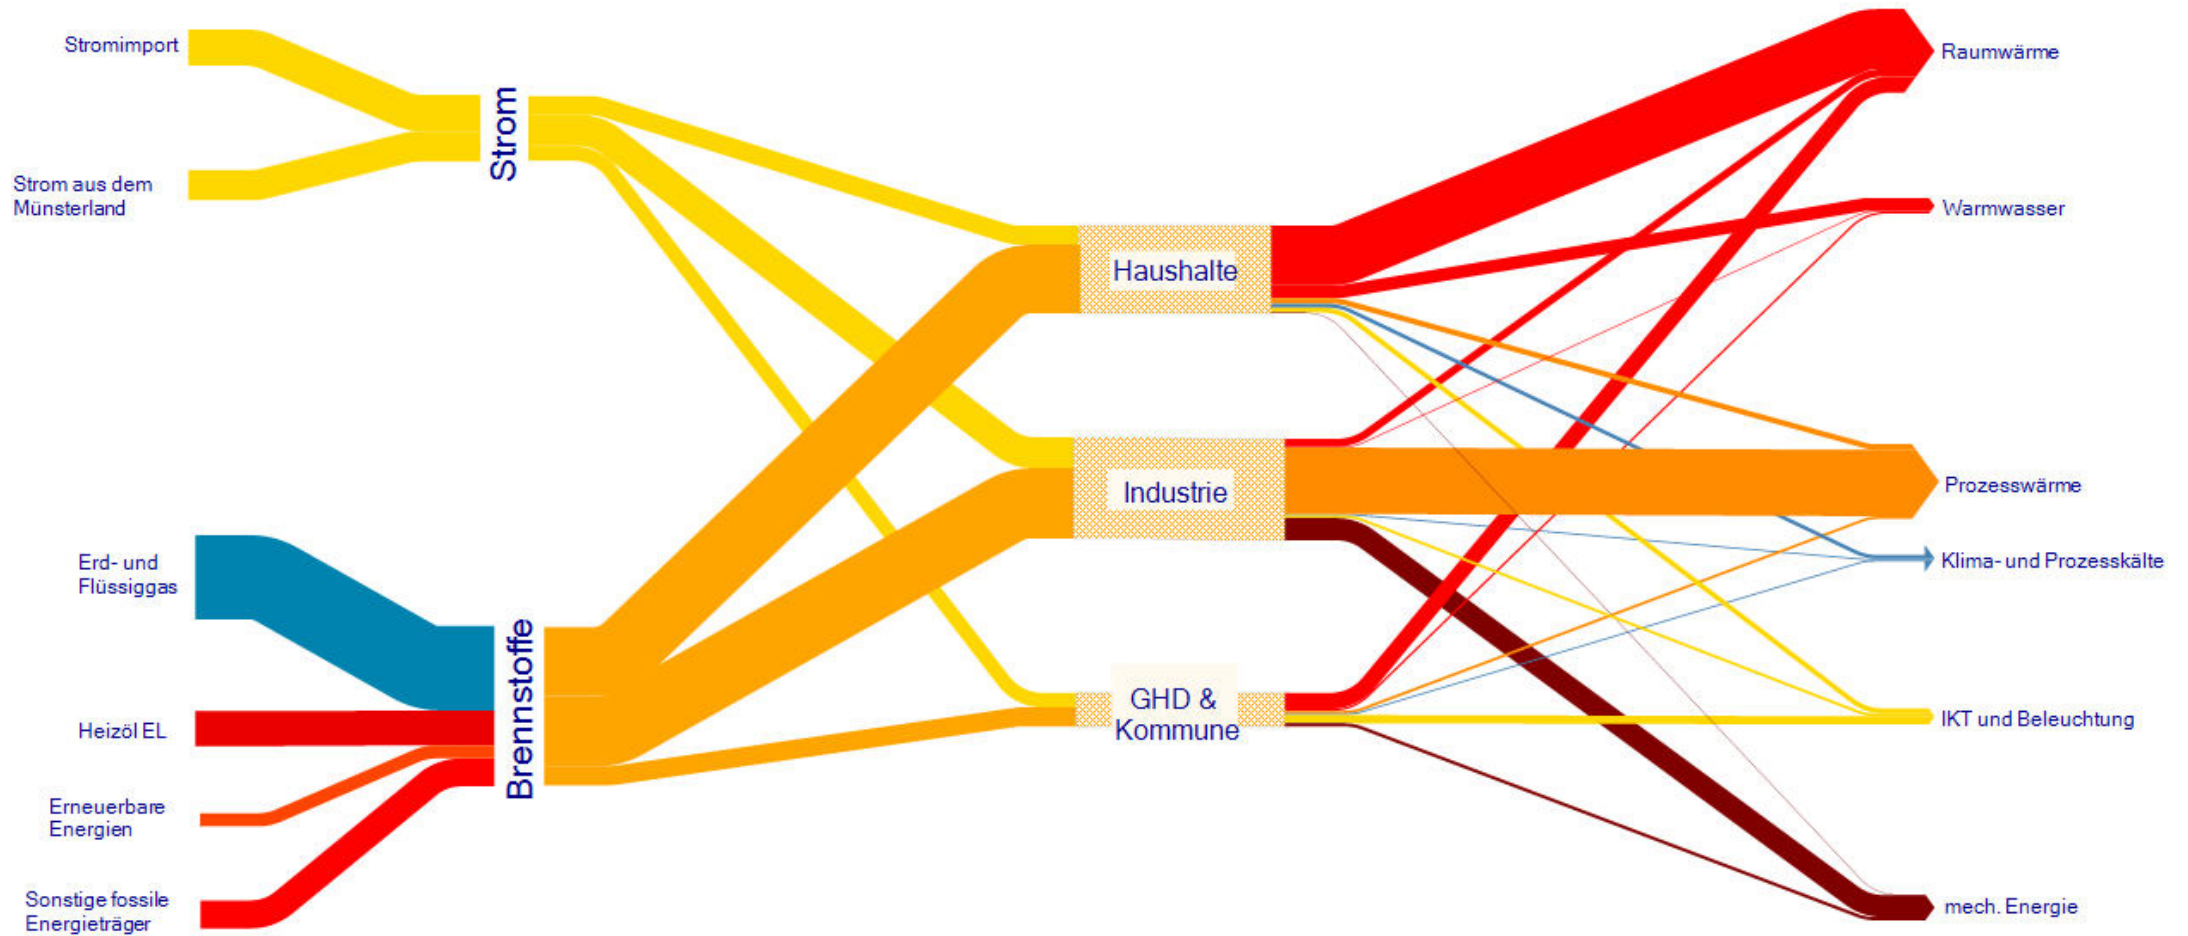 Stromimport
Strom aus dem
Münsterland
Erd- und
Flüssiggas
Heizöl EL
Erneuerbare
Energien
Sonstige fossile
Energieträger
Strom
Brennstoffe
Haushalte
Industrie
GHD &
Kommune
Raumwärme
Warmwasser
Prozesswärme
Klima- und Prozesskälte
IKT und Beleuchtung
mech. Energie